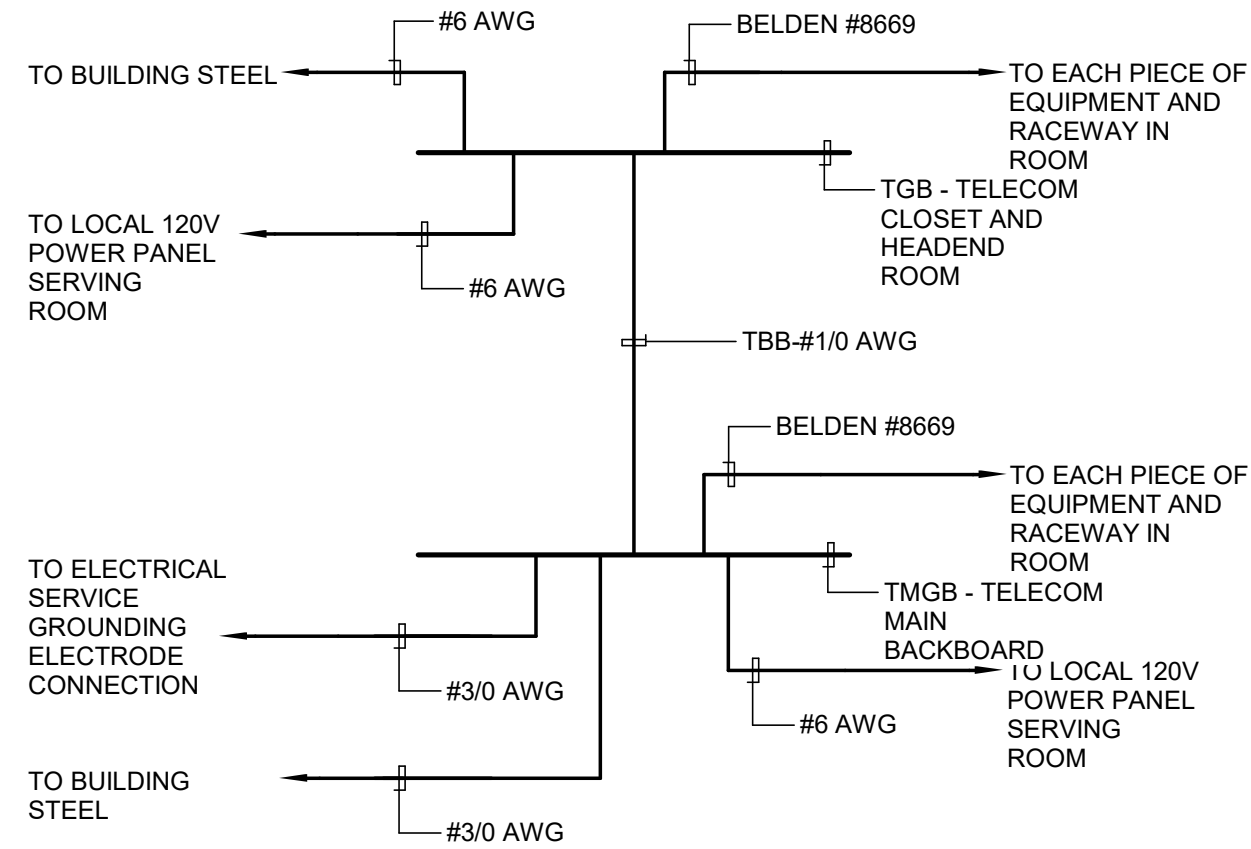 #6 AWG
BELDEN #8669
TO BUILDING STEEL
TO EACH PIECE OF
EQUIPMENT AND
RACEWAY IN
ROOM
TGB - TELECOM
CLOSET AND
HEADEND
ROOM
TO LOCAL 120V
POWER PANEL
SERVING
ROOM
#6 AWG
TBB-#1/0 AWG
BELDEN #8669
TO EACH PIECE OF
EQUIPMENT AND
RACEWAY IN
ROOM
TO ELECTRICAL
SERVICE
GROUNDING
ELECTRODE
CONNECTION
TMGB - TELECOM
MAIN
BACKBOARD
#3/0 AWG
TO LOCAL 120V
POWER PANEL
SERVING
ROOM
#6 AWG
TO BUILDING
STEEL
#3/0 AWG